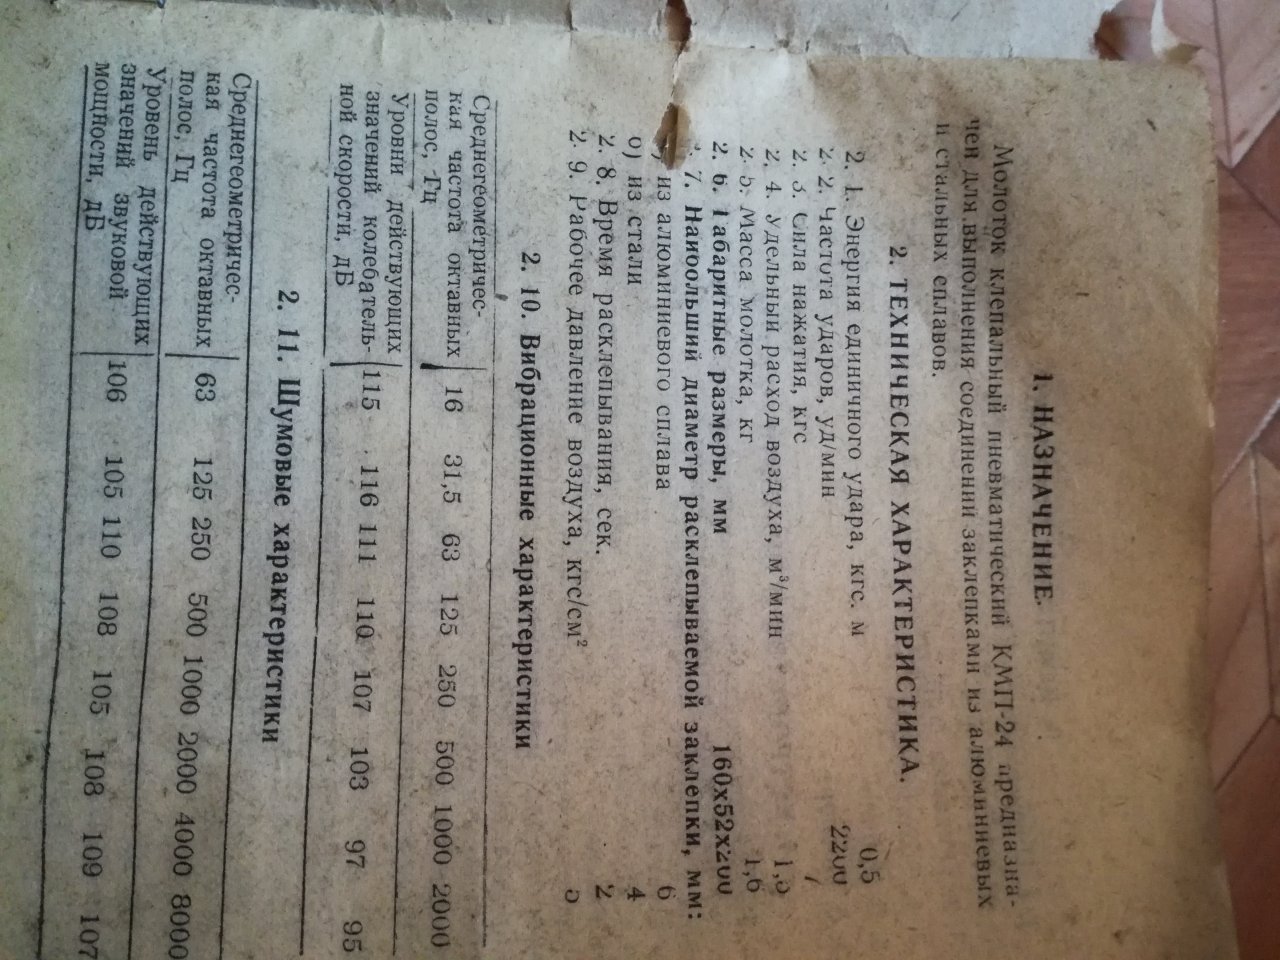 1. НАЗНАЧЕНИЕ.
Молоток клепальный пневматический КМП-24 предназна-
чен для выполнения соединений заклепками из алюминиевых
и стальных сплавов.
2. ТЕХНИЧЕСКАЯ ХАРАКТЕРИСТИКА.
2. 1. Энергия единичного удара, кгс. м 0,5
2. 2. Частота ударов, уд/мин 2200
2. 3. Сила нажатия, кгс 7
2. 4. Удельный расход воздуха, м³/мин
2. 5. Масса молотка, кг 1,6
2. 6. Габаритные размеры, мм 160х52х200
7. Наибольший диаметр расклепываемой заклепки, мм:
) из алюминиевого сплава 6
б) из стали 4
2. 8. Время расклепывания, сек. 2
2. 9. Рабочее давление воздуха, кгс/см² 5
2. 10. Вибрационные характеристики
Среднегеометричес-
кая частота октавных 16 31,5 63 125 250 500 1000 2000
полос, Гц
Уровни действующих
значений колебатель- 115 116 111 110 107 103 97 95
ной скорости, дБ
2. 11. Шумовые характеристики
Среднегеометричес-
кая частота октавных 63 125 250 500 1000 2000 4000 8000
полос, Гц
Уровень действующих
значений звуковой 106 105 110 108 105 108 109 107
мощности, дБ